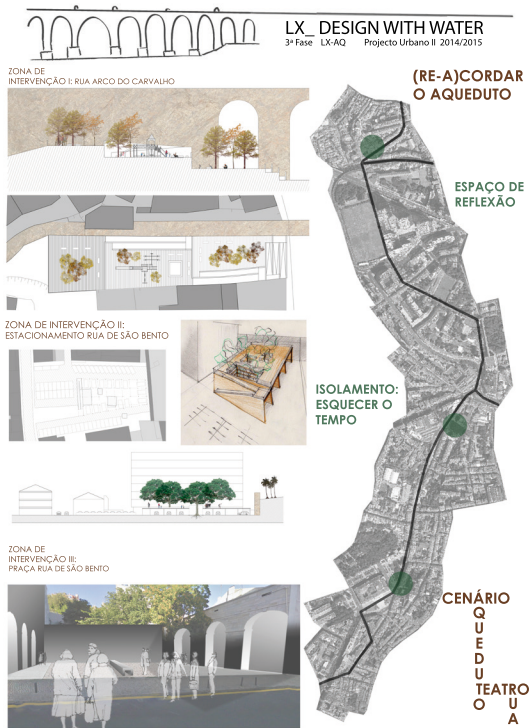 LX_ DESIGN WITH WATER
3ª Fase LX-AQ Projecto Urbano II 2014/2015
ZONA DE
INTERVENÇÃO I: RUA ARCO DO CARVALHO
(RE-A)CORDAR
O AQUEDUTO
ESPAÇO DE
REFLEXÃO
ZONA DE INTERVENÇÃO II:
ESTACIONAMENTO RUA DE SÃO BENTO
ISOLAMENTO:
ESQUECER O
TEMPO
ZONA DE
INTERVENÇÃO III:
PRAÇA RUA DE SÃO BENTO
CENÁRIO
AQUEDUTO
TEATRO
RUA